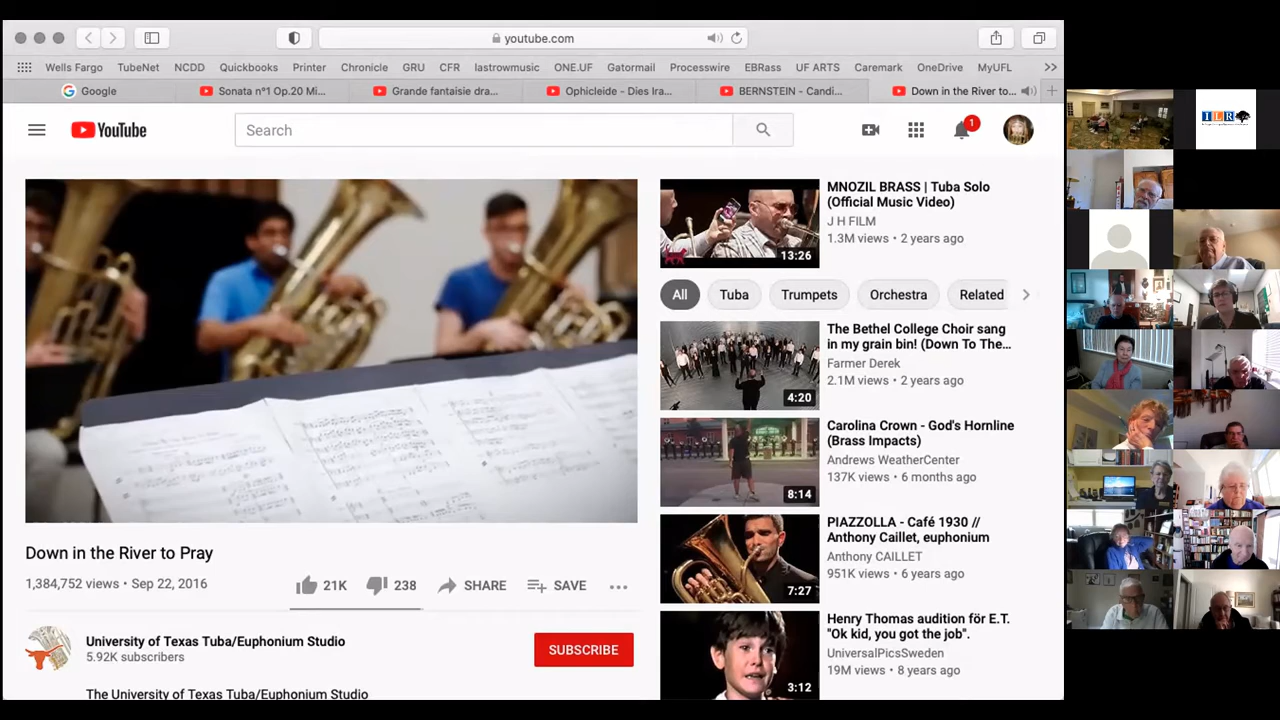 youtube.com
Wells Fargo TubeNet NCDD Quickbooks Printer Chronicle GRU CFR lastrowmusic ONE.UF Gatormail Processwire EBRass UF ARTS Caremark OneDrive MyUFL >>
Google Sonata n°1 Op.20 Mi... Grande fantaisie dra... Ophicleide - Dies Ira... BERNSTEIN - Candi... Down in the River to... +
YouTube
Search
1
MNOZIL BRASS | Tuba Solo
(Official Music Video)
J H FILM
1.3M views • 2 years ago
13:26
All Tuba Trumpets Orchestra Related
The Bethel College Choir sang
in my grain bin! (Down To The...
Farmer Derek
2.1M views • 2 years ago
4:20
Carolina Crown - God's Hornline
(Brass Impacts)
Andrews WeatherCenter
137K views • 6 months ago
8:14
PIAZZOLLA - Café 1930 //
Anthony Caillet, euphonium
Anthony CAILLET
951K views • 6 years ago
7:27
Henry Thomas audition för E.T.
"Ok kid, you got the job".
UniversalPicsSweden
19M views • 8 years ago
3:12
Down in the River to Pray
1,384,752 views • Sep 22, 2016
21K 238 SHARE SAVE ...
University of Texas Tuba/Euphonium Studio
5.92K subscribers
SUBSCRIBE
The University of Texas Tuba/Euphonium Studio
ILR